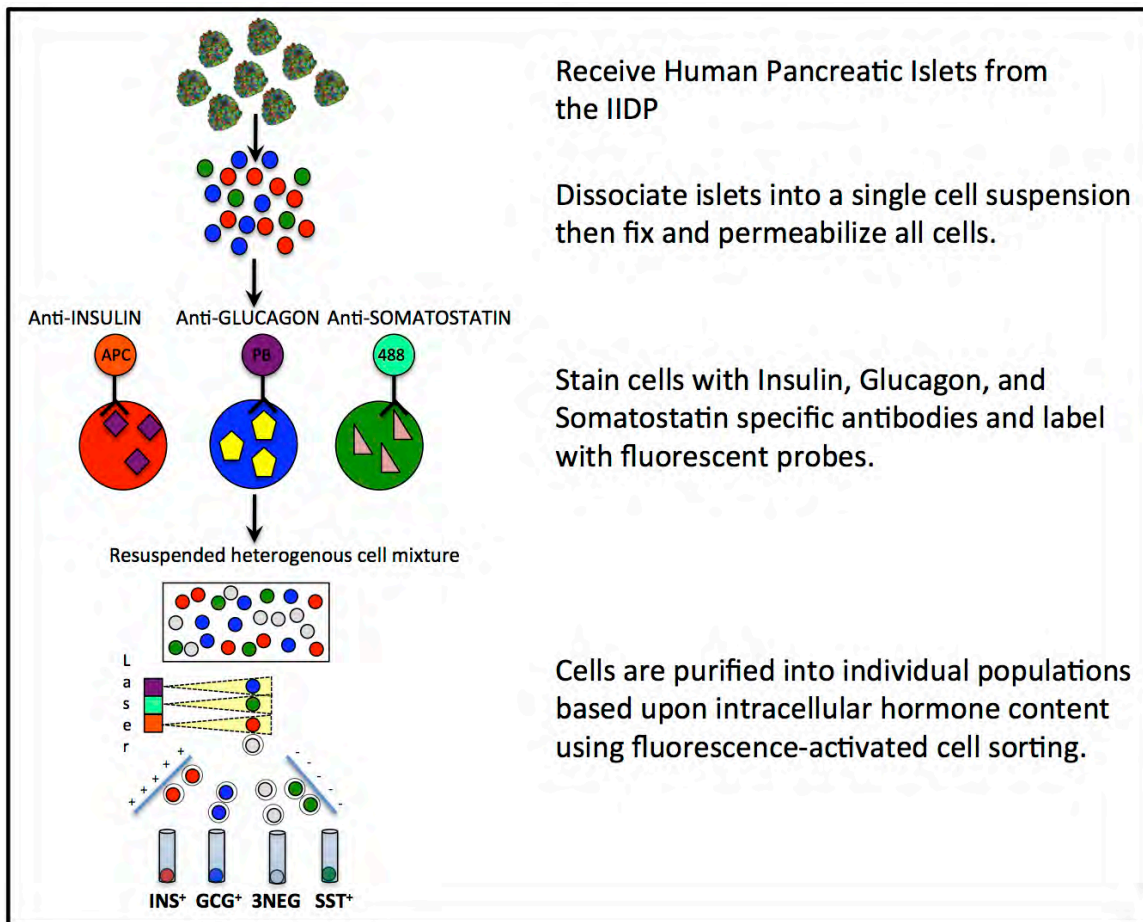 Receive Human Pancreatic Islets from
the IIDP
Dissociate islets into a single cell suspension
then fix and permeabilize all cells.
Anti-INSULIN Anti-GLUCAGON Anti-SOMATOSTATIN
APC PB 488
Stain cells with Insulin, Glucagon, and
Somatostatin specific antibodies and label
with fluorescent probes.
Resuspended heterogenous cell mixture
Laser
Cells are purified into individual populations
based upon intracellular hormone content
using fluorescence-activated cell sorting.
+ + + + + +
- - - - - -
INS⁺ GCG⁺ 3NEG SST⁺